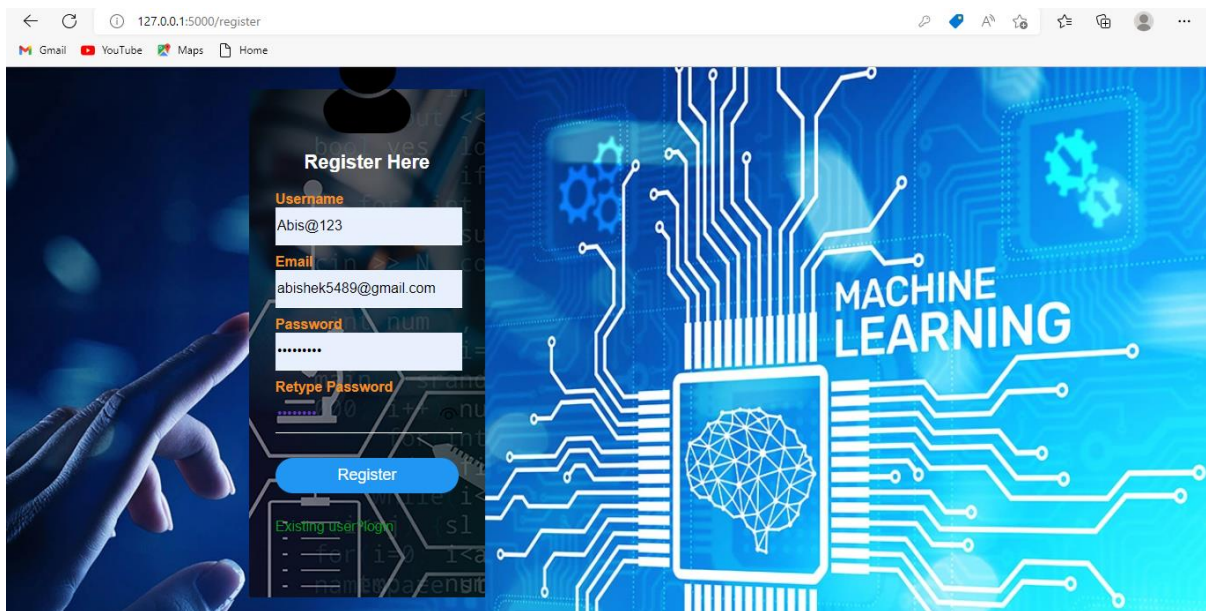 127.0.0.1:5000/register
Gmail YouTube Maps Home
Register Here
Username
Abis@123
Email
abishek5489@gmail.com
Password
•••••••••
Retype Password
•••••••••
Register
Existing user?login
MACHINE
LEARNING